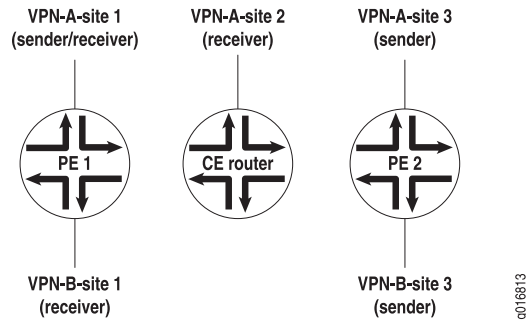 VPN-A-site 1
(sender/receiver)
VPN-A-site 2
(receiver)
VPN-A-site 3
(sender)
PE 1
CE router
PE 2
VPN-B-site 1
(receiver)
VPN-B-site 3
(sender)
g016813